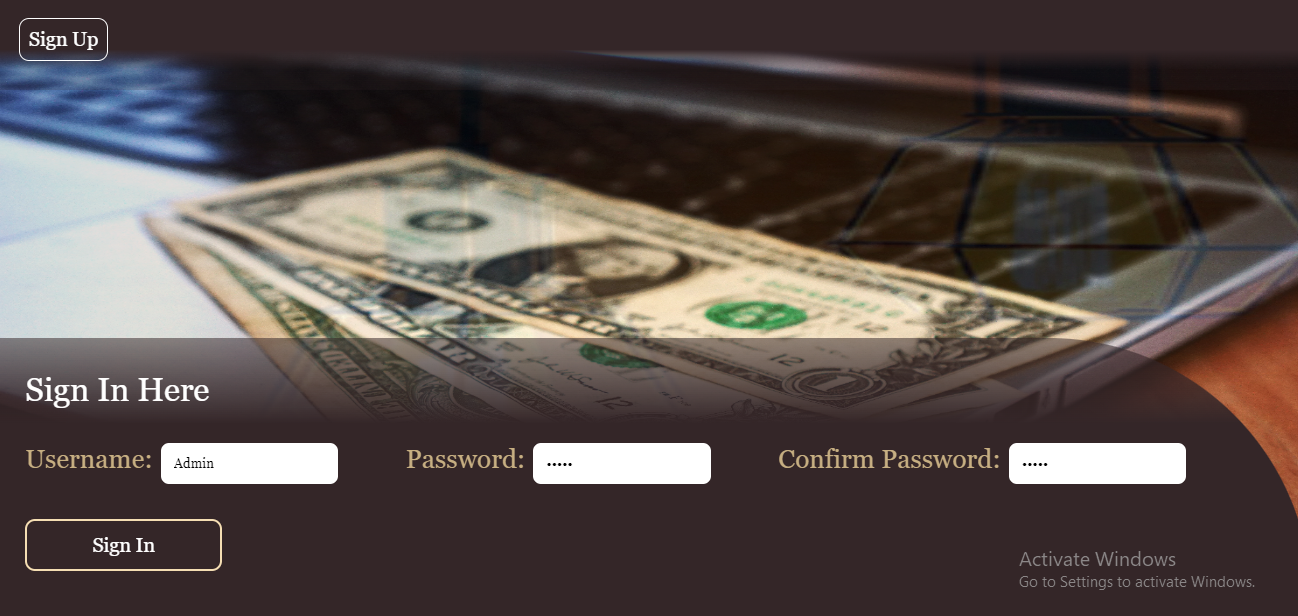 Sign Up
Sign In Here
Username: Admin Password: ••••• Confirm Password: •••••
Sign In
Activate Windows
Go to Settings to activate Windows.